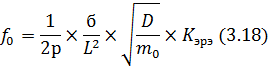 f₀ = 1/2р × б/L² × √(D/m₀) × Kэрэ (3.18)